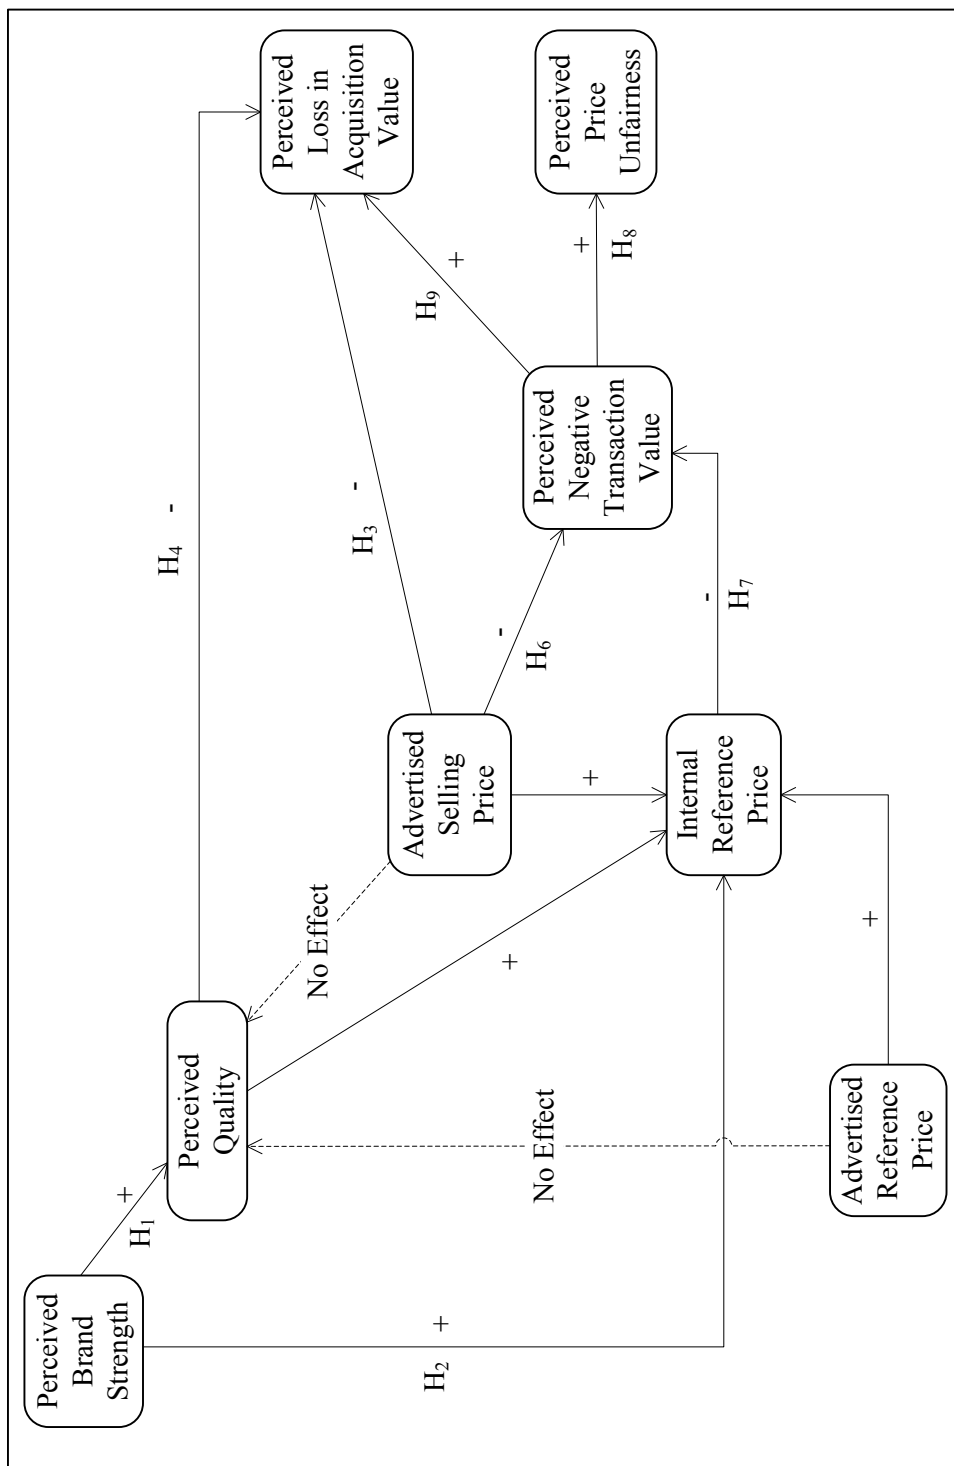 Perceived
Brand
Strength
H₁
+
H₂
+
Perceived
Quality
H₄
-
No Effect
No Effect
+
Advertised
Reference
Price
+
Advertised
Selling
Price
+
H₃
-
H₆
-
Internal
Reference
Price
H₇
-
Perceived
Negative
Transaction
Value
H₉
+
H₈
+
Perceived
Loss in
Acquisition
Value
Perceived
Price
Unfairness